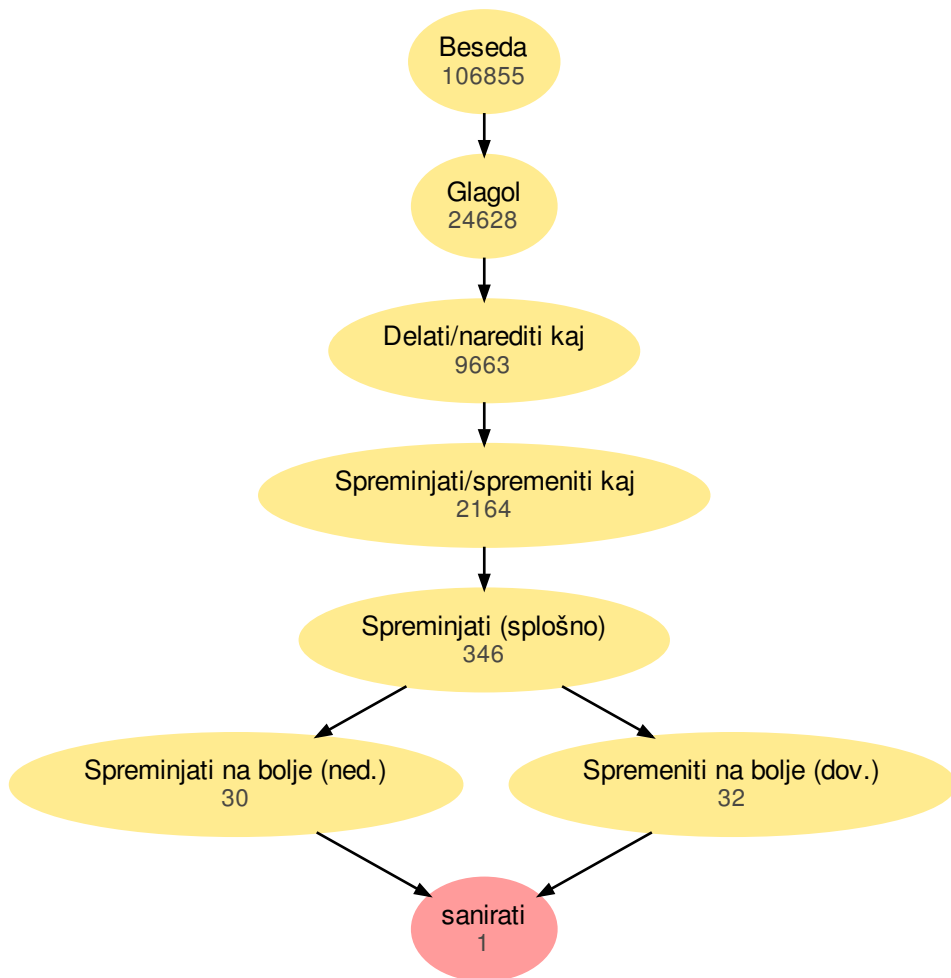 Beseda
106855
Glagol
24628
Delati/narediti kaj
9663
Spreminjati/spremeniti kaj
2164
Spreminjati (splošno)
346
Spreminjati na bolje (ned.)
30
Spremeniti na bolje (dov.)
32
sanirati
1